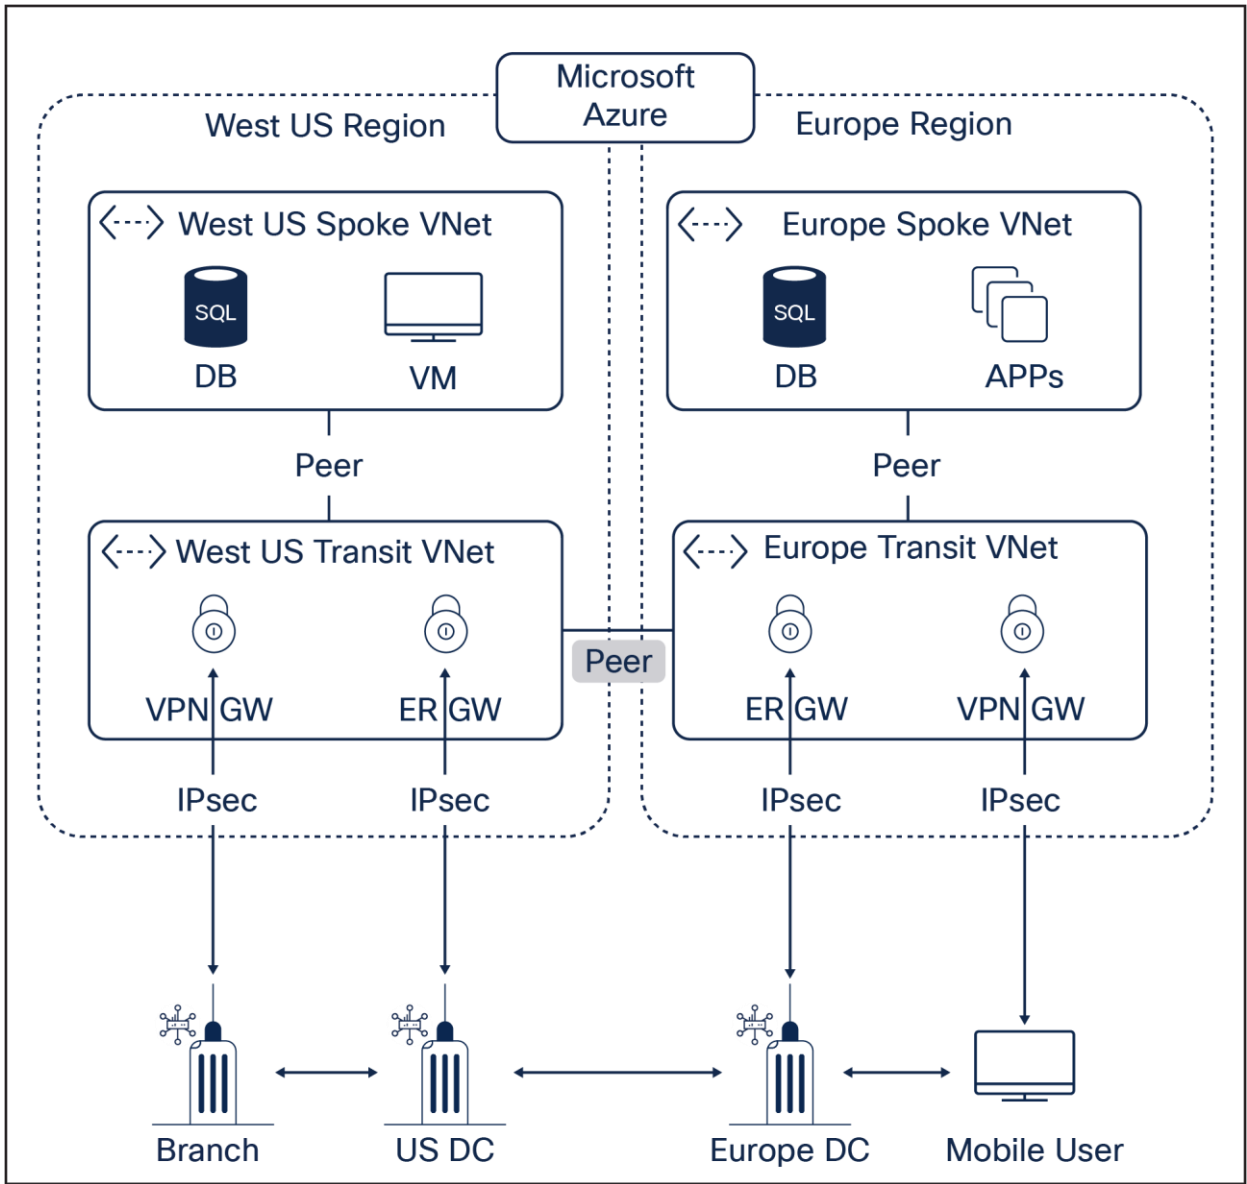 Microsoft
Azure
West US Region
Europe Region
West US Spoke VNet
SQL
DB
VM
Europe Spoke VNet
SQL
DB
APPs
Peer
Peer
West US Transit VNet
VPN GW
ER GW
Peer
Europe Transit VNet
ER GW
VPN GW
IPsec
IPsec
IPsec
IPsec
Branch
US DC
Europe DC
Mobile User